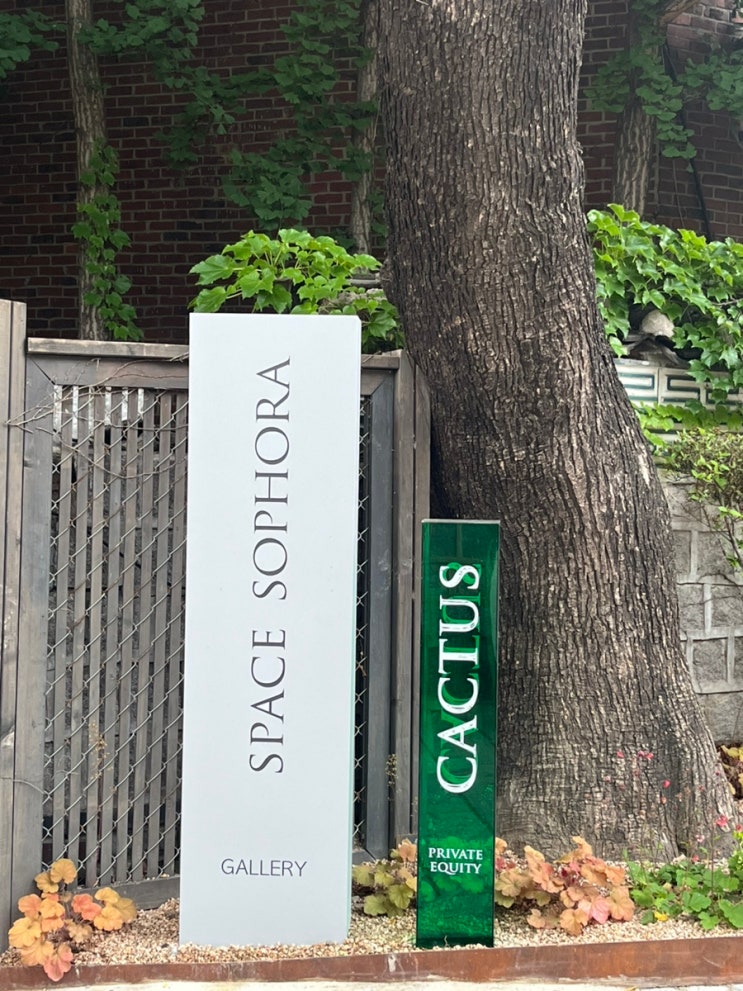 SPACE SOPHORA
GALLERY
CACTUS
PRIVATE
EQUITY